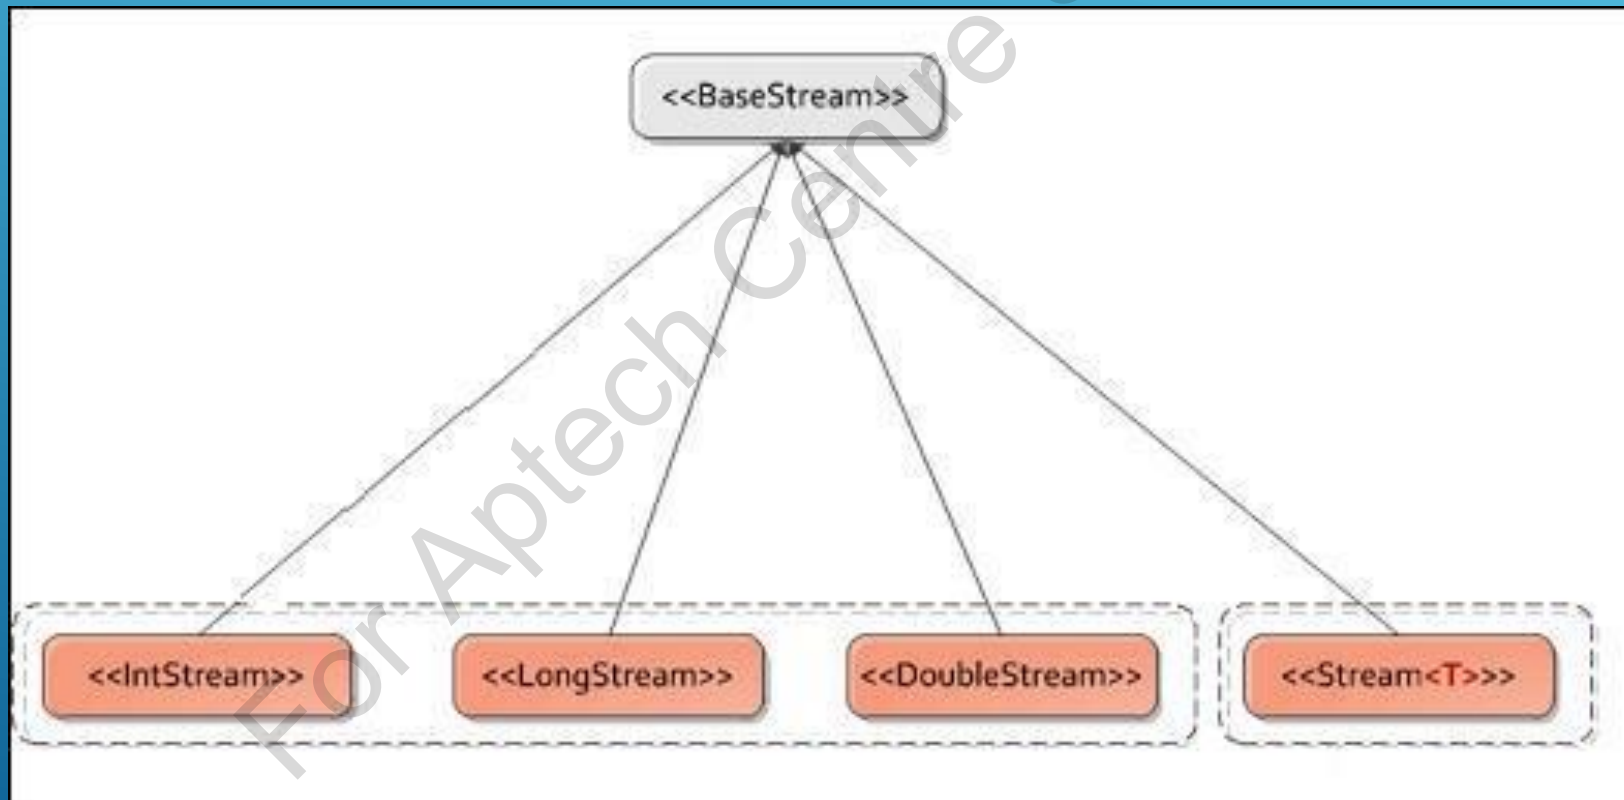 <<BaseStream>>
<<IntStream>>
<<LongStream>>
<<DoubleStream>>
<<Stream<T>>>
For Aptech Centre